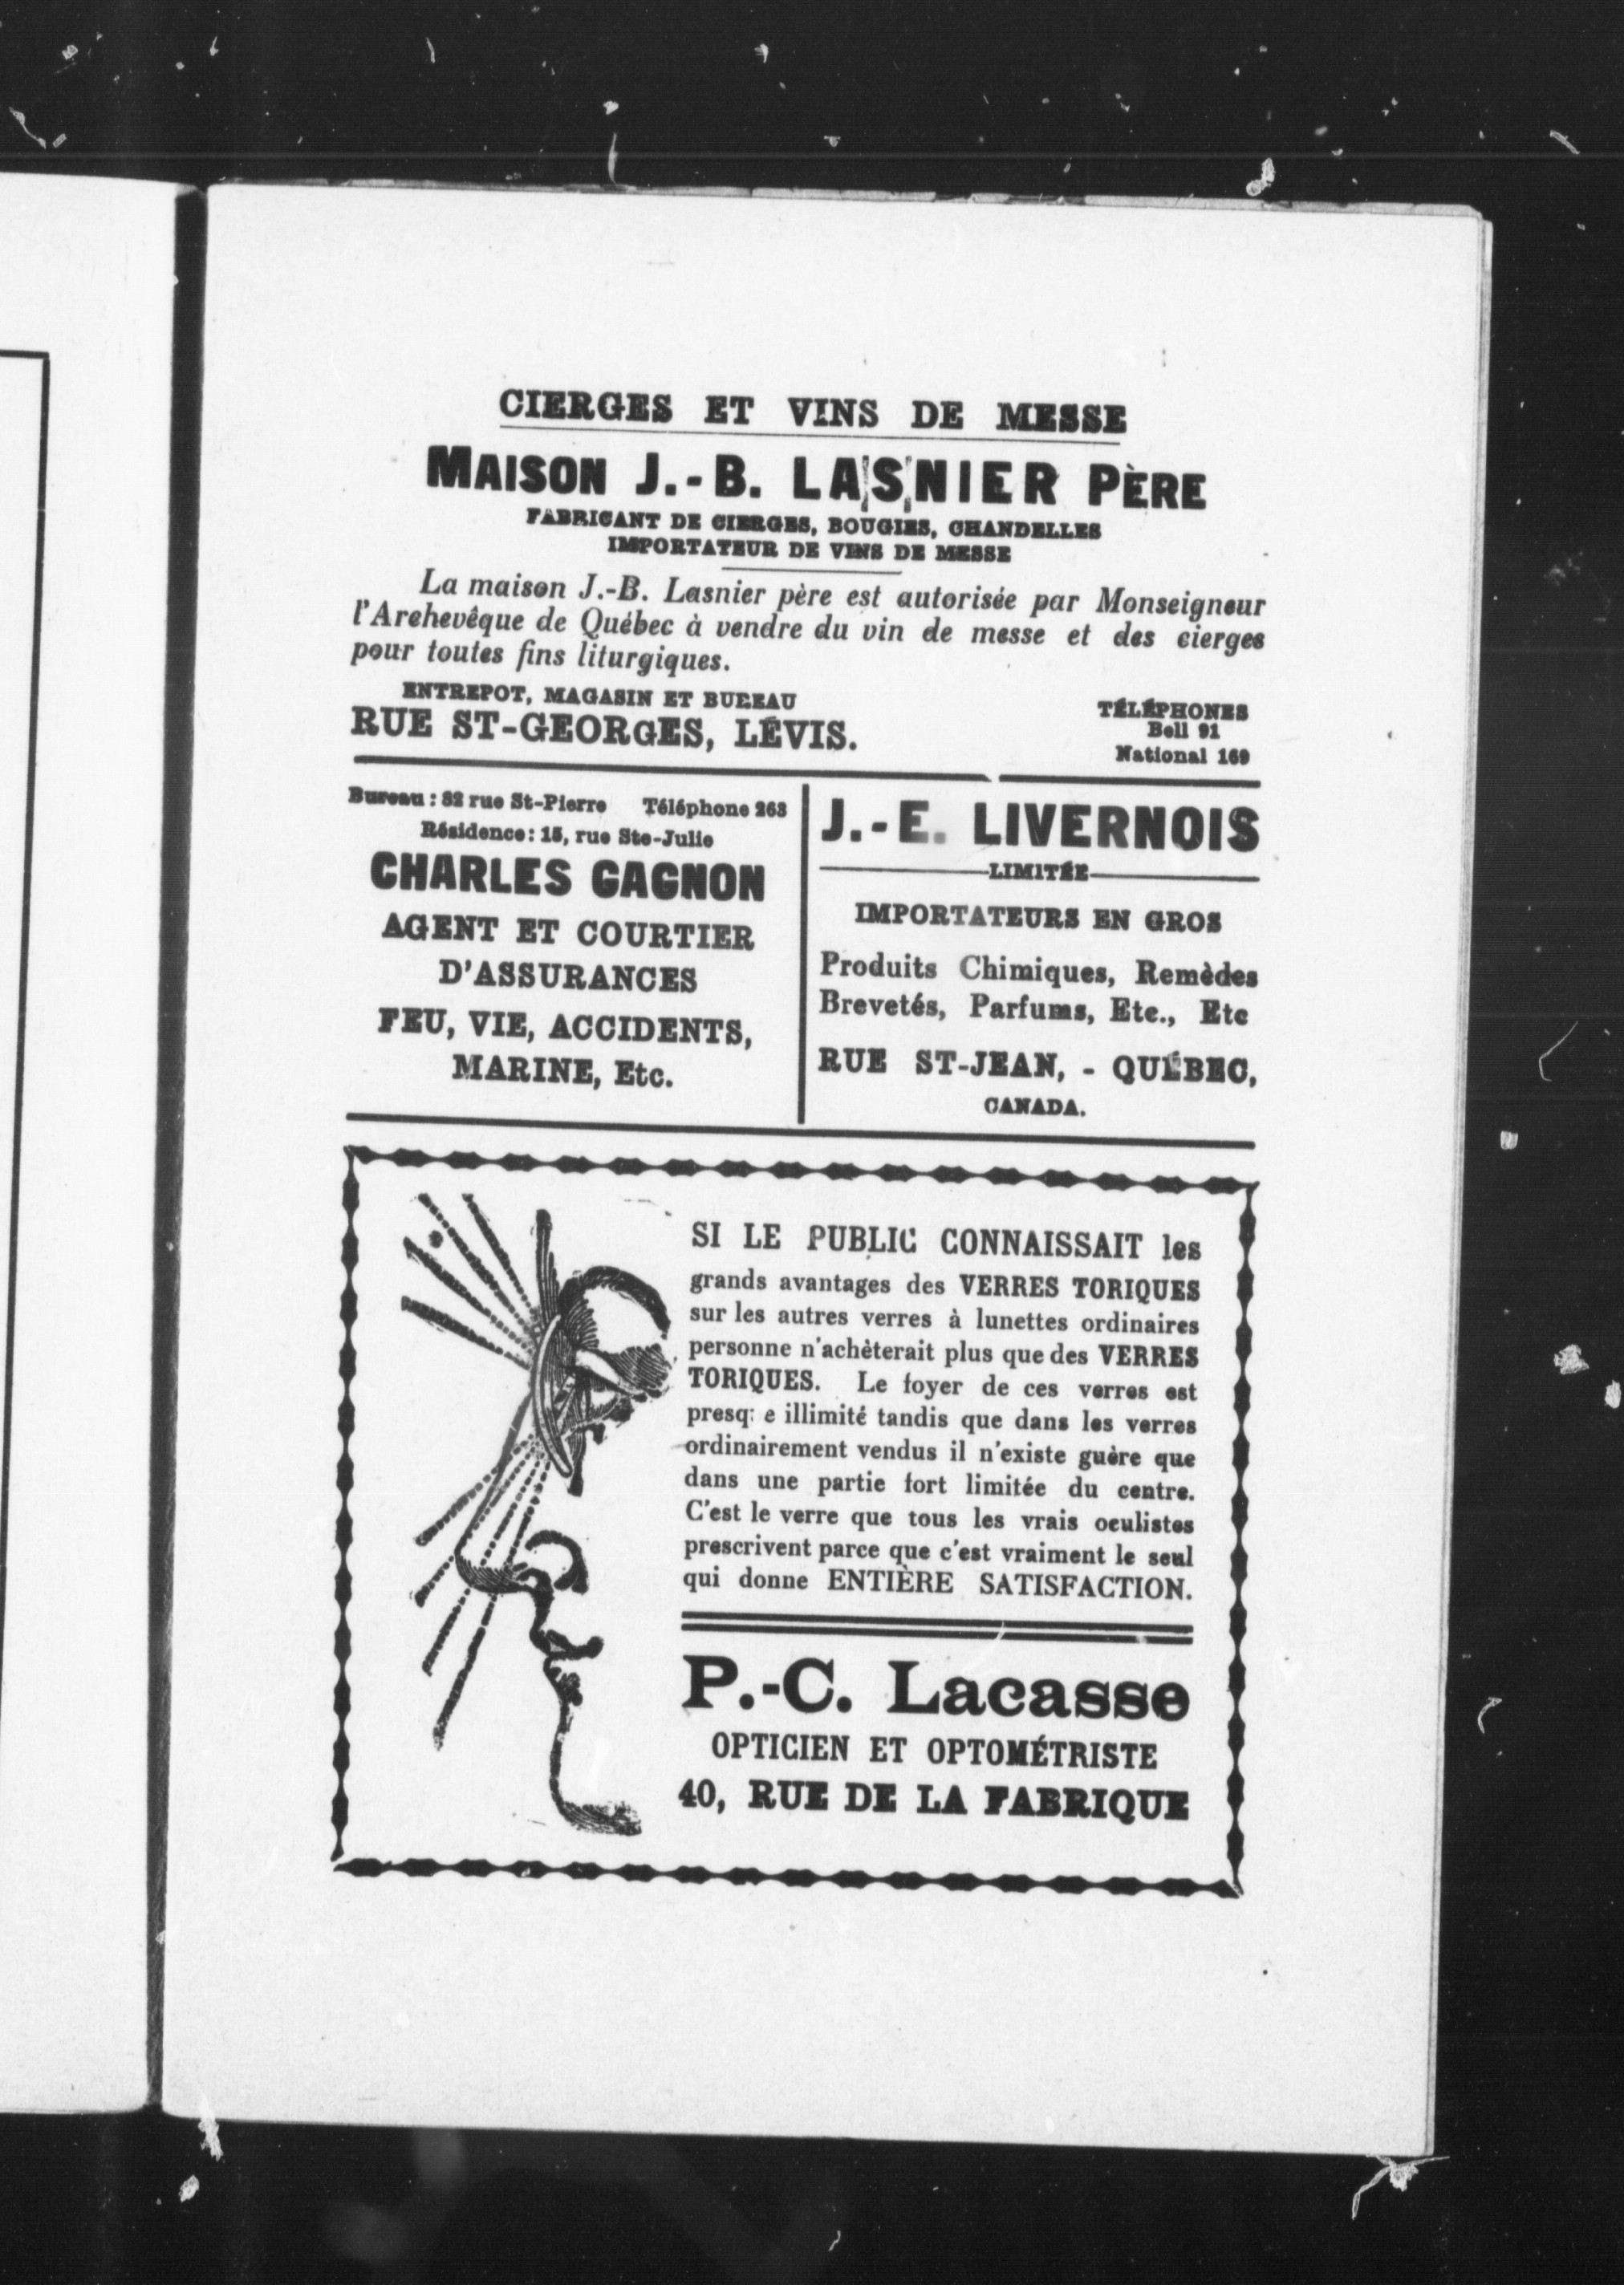 CIERGES ET VINS DE MESSE
MAISON J.-B. LASNIER PÈRE
FABRICANT DE CIERGES, BOUGIES, CHANDELLES
IMPORTATEUR DE VINS DE MESSE
La maison J.-B. Lasnier père est autorisée par Monseigneur
l'Archevêque de Québec à vendre du vin de messe et des cierges
pour toutes fins liturgiques.
ENTREPOT, MAGASIN ET BUREAU
RUE ST-GEORGES, LÉVIS.
TÉLÉPHONES
Bell 91
National 169
Bureau : 82 rue St-Pierre Téléphone 263
Résidence : 15, rue Ste-Julie
CHARLES GAGNON
AGENT ET COURTIER
D'ASSURANCES
FEU, VIE, ACCIDENTS,
MARINE, Etc.
J.-E. LIVERNOIS
LIMITÉE
IMPORTATEURS EN GROS
Produits Chimiques, Remèdes
Brevetés, Parfums, Etc., Etc
RUE ST-JEAN, - QUÉBEC,
CANADA.
SI LE PUBLIC CONNAISSAIT les
grands avantages des VERRES TORIQUES
sur les autres verres à lunettes ordinaires
personne n'achèterait plus que des VERRES
TORIQUES. Le foyer de ces verres est
presq: e illimité tandis que dans les verres
ordinairement vendus il n'existe guère que
dans une partie fort limitée du centre.
C'est le verre que tous les vrais oculistes
prescrivent parce que c'est vraiment le seul
qui donne ENTIÈRE SATISFACTION.
P.-C. Lacasse
OPTICIEN ET OPTOMÉTRISTE
40, RUE DE LA FABRIQUE